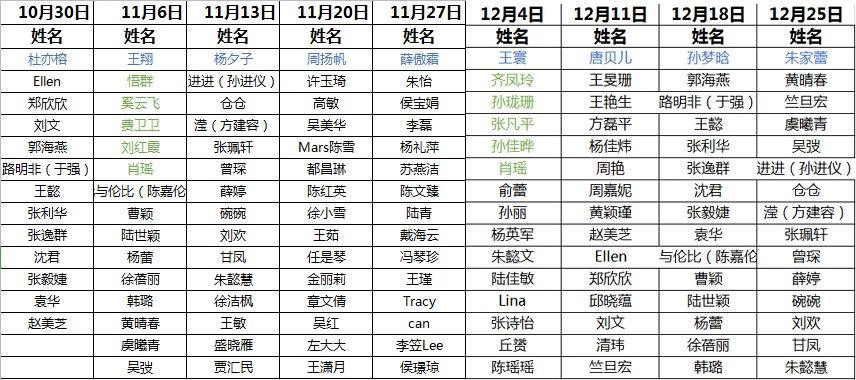 10月30日 11月6日 11月13日 11月20日 11月27日 12月4日 12月11日 12月18日 12月25日
姓名 姓名 姓名 姓名 姓名 姓名 姓名 姓名 姓名
杜亦榕 王翔 杨夕子 周扬帆 薛傲霜 王寰 唐贝儿 孙梦晗 朱家蕾
Ellen 悟群 进进（孙进仪） 许玉琦 朱怡 齐凤玲 王旻珊 郭海燕 黄晴春
郑欣欣 奚云飞 仓仓 高敏 侯宝娟 孙珑珊 王艳生 路明非（于强） 竺旦宏
刘文 费卫卫 滢（方建容） 吴美华 李磊 张凡平 方磊平 王懿 虞曦青
郭海燕 刘红霞 张珮轩 Mars陈雪 杨礼萍 孙佳晔 杨佳炜 张利华 吴骏
路明非（于强） 肖瑶 曾琛 都昌琳 苏燕洁 肖瑶 周艳 张逸群 进进（孙进仪）
王懿 与伦比（陈嘉伦 薛婷 陈红英 陈文臻 俞蕾 周嘉妮 沈君 仓仓
张利华 曹颖 碗碗 徐小雪 陆青 孙丽 黄颖瑾 张毅婕 滢（方建容）
张逸群 陆世颖 刘欢 王茹 戴海云 杨英军 赵美芝 袁华 张珮轩
沈君 杨蕾 甘凤 任是琴 冯琴珍 朱懿文 Ellen 与伦比（陈嘉伦 曾琛
张毅婕 徐蓓丽 朱懿慧 金丽莉 王瑾 陆佳敏 郑欣欣 曹颖 薛婷
袁华 韩璐 徐洁枫 章文倩 Tracy Lina 邱晓蕴 陆世颖 碗碗
赵美芝 黄晴春 王敏 吴红 can 张诗怡 刘文 杨蕾 刘欢
虞曦青 盛晓雁 左大大 李笠Lee 丘赟 清玮 徐蓓丽 甘凤
吴骏 贾汇民 王潇月 侯璟琼 陈瑶瑶 竺旦宏 韩璐 朱懿慧